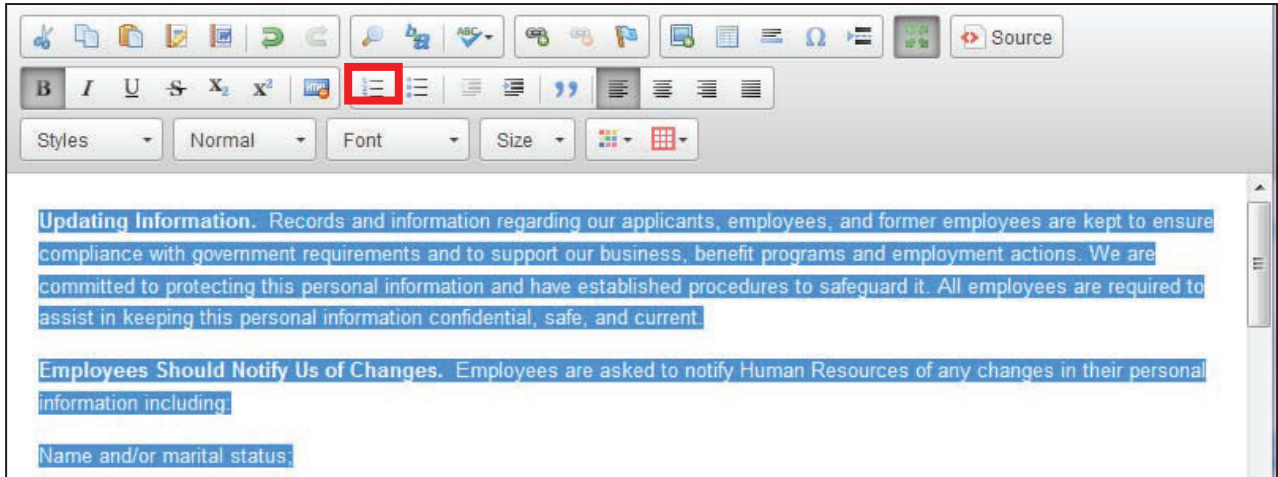 ABC
Source
B I U S X₂ X²
Styles Normal Font Size
Updating Information. Records and information regarding our applicants, employees, and former employees are kept to ensure
compliance with government requirements and to support our business, benefit programs and employment actions. We are
committed to protecting this personal information and have established procedures to safeguard it. All employees are required to
assist in keeping this personal information confidential, safe, and current.
Employees Should Notify Us of Changes. Employees are asked to notify Human Resources of any changes in their personal
information including:
Name and/or marital status;